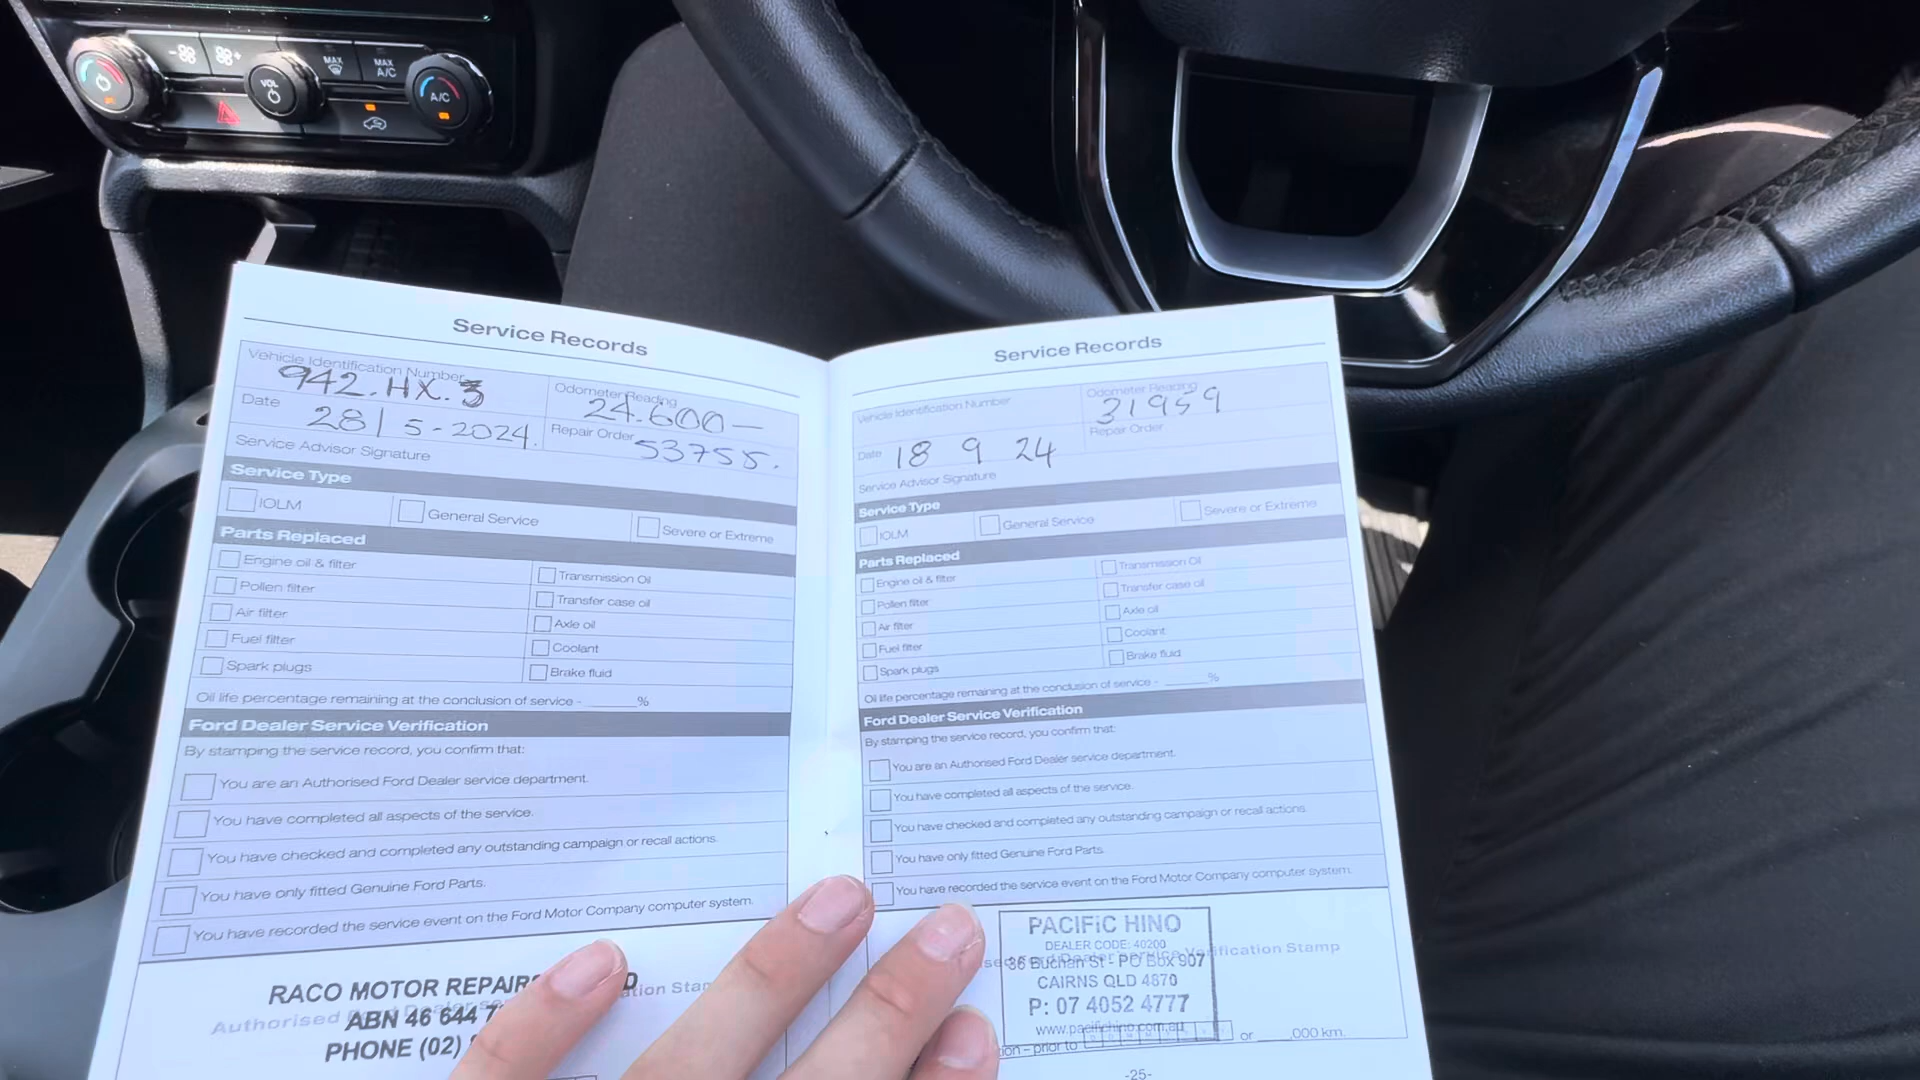 MAX
MAX
A/C
VOL
A/C
Service Records
Vehicle Identification Number
942.HX.3
Odometer Reading
24.600—
Date
28/5-2024.
Repair Order
53755.
Service Advisor Signature
Service Type
IOLM
General Service
Severe or Extreme
Parts Replaced
Engine oil & filter
Transmission Oil
Pollen filter
Transfer case oil
Air filter
Axle oil
Fuel filter
Coolant
Spark plugs
Brake fluid
Oil life percentage remaining at the conclusion of service - ______%
Ford Dealer Service Verification
By stamping the service record, you confirm that:
You are an Authorised Ford Dealer service department.
You have completed all aspects of the service.
You have checked and completed any outstanding campaign or recall actions.
You have only fitted Genuine Ford Parts.
You have recorded the service event on the Ford Motor Company computer system.
RACO MOTOR REPAIRS
Authorised
ABN 46 644
PHONE (02)
Service Records
Vehicle Identification Number
Odometer Reading
31959
Date
18 9 24
Repair Order
Service Advisor Signature
Service Type
IOLM
General Service
Severe or Extreme
Parts Replaced
Engine oil & filter
Transmission Oil
Pollen filter
Transfer case oil
Air filter
Axle oil
Fuel filter
Coolant
Spark plugs
Brake fluid
Oil life percentage remaining at the conclusion of service - ______%
Ford Dealer Service Verification
By stamping the service record, you confirm that:
You are an Authorised Ford Dealer service department.
You have completed all aspects of the service.
You have checked and completed any outstanding campaign or recall actions.
You have only fitted Genuine Ford Parts.
You have recorded the service event on the Ford Motor Company computer system.
PACIFiC HINO
DEALER CODE: 40200
36 Buchan St - PO Box 907
Verification Stamp
CAIRNS QLD 4870
P: 07 4052 4777
www.pacifichino.com.au
prior to
or ____,000 km.
-25-